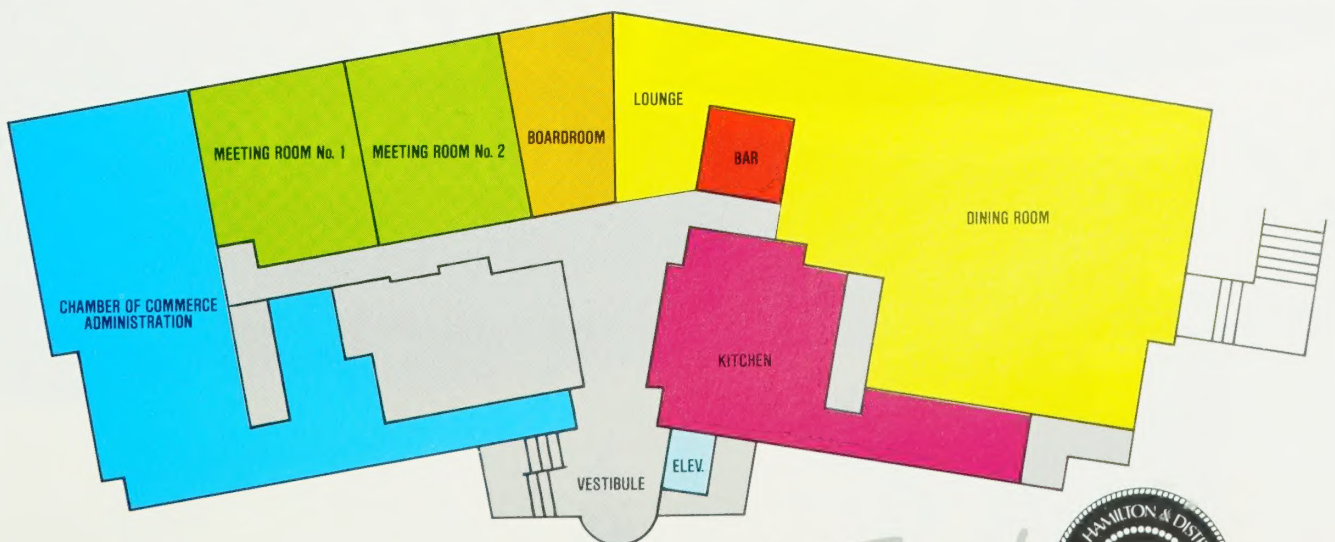 LOUNGE
BOARDROOM
MEETING ROOM No. 1
MEETING ROOM No. 2
BAR
DINING ROOM
CHAMBER OF COMMERCE
ADMINISTRATION
KITCHEN
ELEV.
VESTIBULE
HAMILTON &